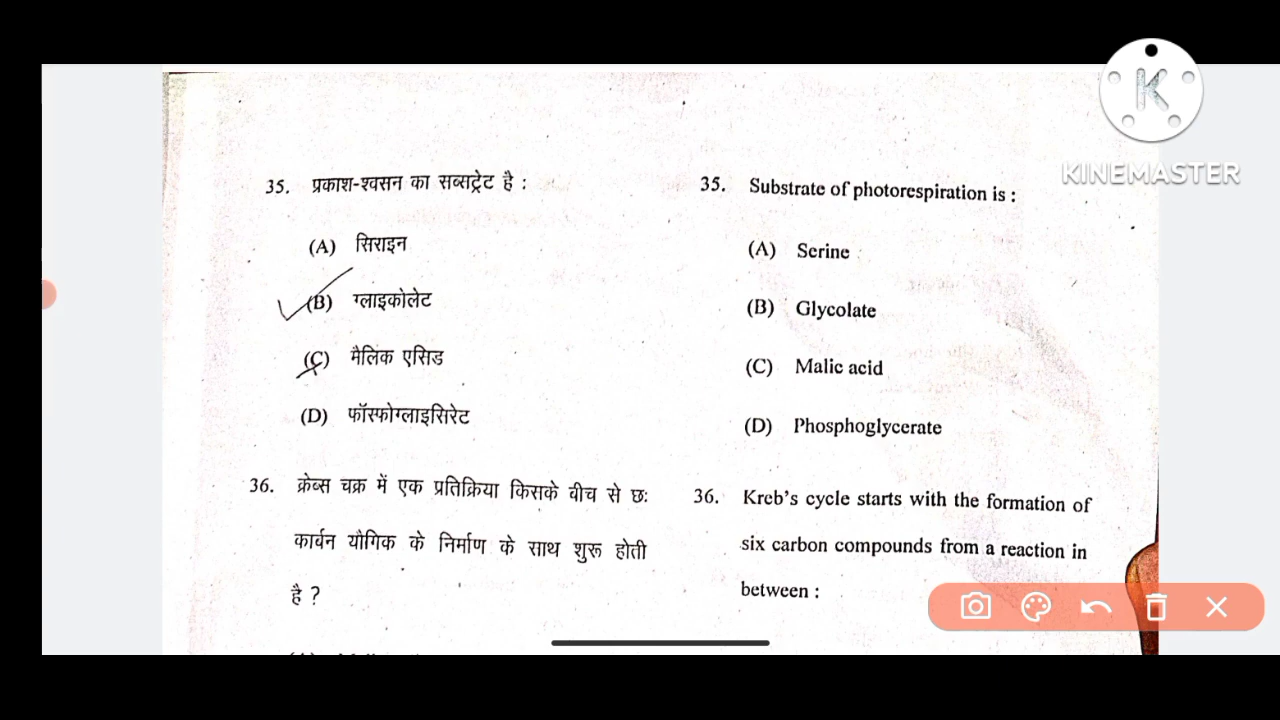 K
KINEMASTER
35. प्रकाश-श्वसन का सब्सट्रेट है :
(A) सिराइन
(B) ग्लाइकोलेट
(C) मैलिक एसिड
(D) फॉस्फोग्लाइसिरेट
36. क्रेब्स चक्र में एक प्रतिक्रिया किसके बीच से छः
कार्बन यौगिक के निर्माण के साथ शुरू होती
है ?
35. Substrate of photorespiration is :
(A) Serine
(B) Glycolate
(C) Malic acid
(D) Phosphoglycerate
36. Kreb's cycle starts with the formation of
six carbon compounds from a reaction in
between :